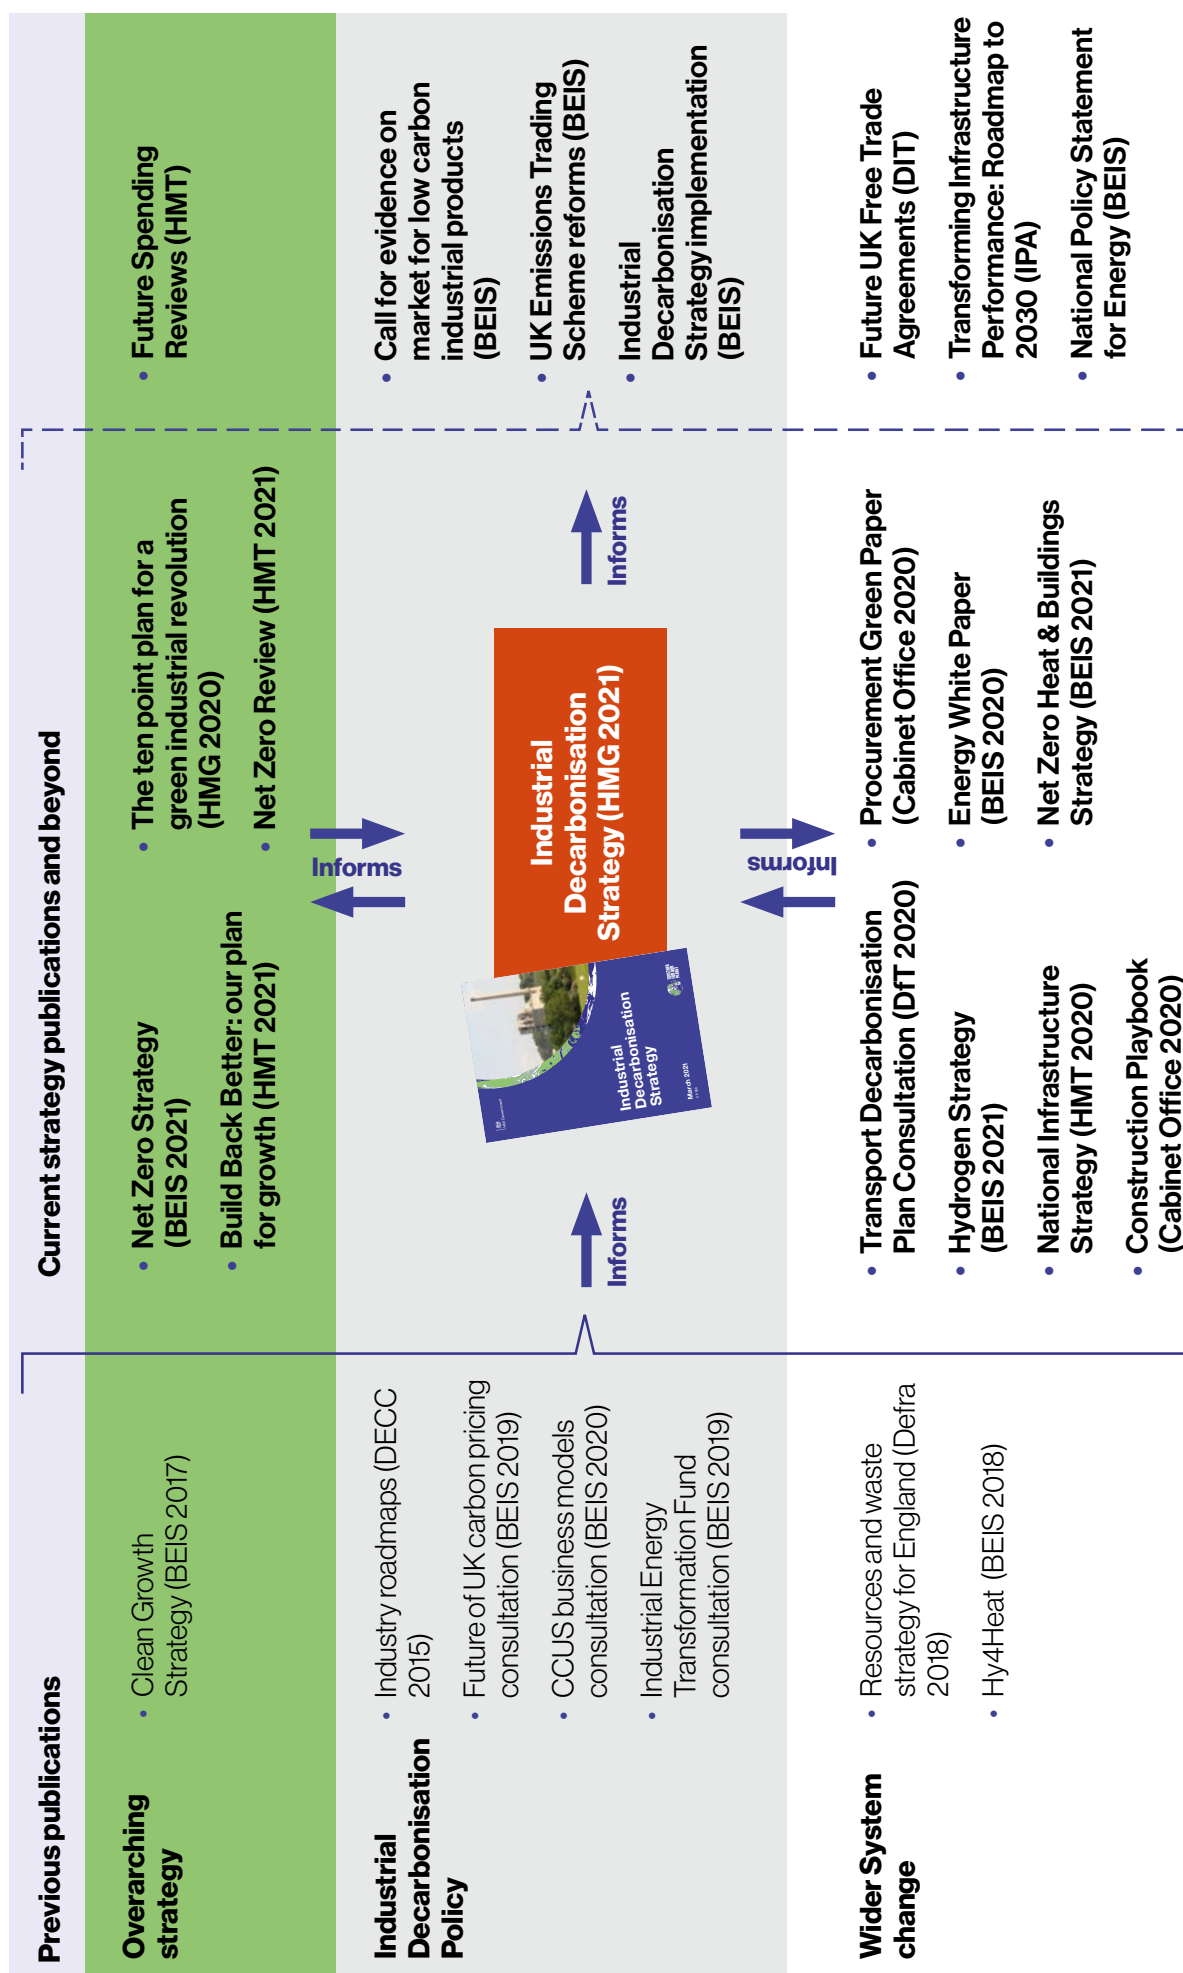 Previous publications
Current strategy publications and beyond
Overarching
strategy
• Clean Growth
Strategy (BEIS 2017)
• Net Zero Strategy
(BEIS 2021)
• Build Back Better: our plan
for growth (HMT 2021)
• The ten point plan for a
green industrial revolution
(HMG 2020)
• Net Zero Review (HMT 2021)
• Future Spending
Reviews (HMT)
Informs
Industrial
Decarbonisation
Policy
• Industry roadmaps (DECC
2015)
• Future of UK carbon pricing
consultation (BEIS 2019)
• CCUS business models
consultation (BEIS 2020)
• Industrial Energy
Transformation Fund
consultation (BEIS 2019)
Informs
Industrial
Decarbonisation
Strategy
March 2021
Industrial
Decarbonisation
Strategy (HMG 2021)
Informs
• Call for evidence on
market for low carbon
industrial products
(BEIS)
• UK Emissions Trading
Scheme reforms (BEIS)
• Industrial
Decarbonisation
Strategy implementation
(BEIS)
Informs
Wider System
change
• Resources and waste
strategy for England (Defra
2018)
• Hy4Heat (BEIS 2018)
• Transport Decarbonisation
Plan Consultation (DfT 2020)
• Hydrogen Strategy
(BEIS 2021)
• National Infrastructure
Strategy (HMT 2020)
• Construction Playbook
(Cabinet Office 2020)
• Procurement Green Paper
(Cabinet Office 2020)
• Energy White Paper
(BEIS 2020)
• Net Zero Heat & Buildings
Strategy (BEIS 2021)
• Future UK Free Trade
Agreements (DIT)
• Transforming Infrastructure
Performance: Roadmap to
2030 (IPA)
• National Policy Statement
for Energy (BEIS)